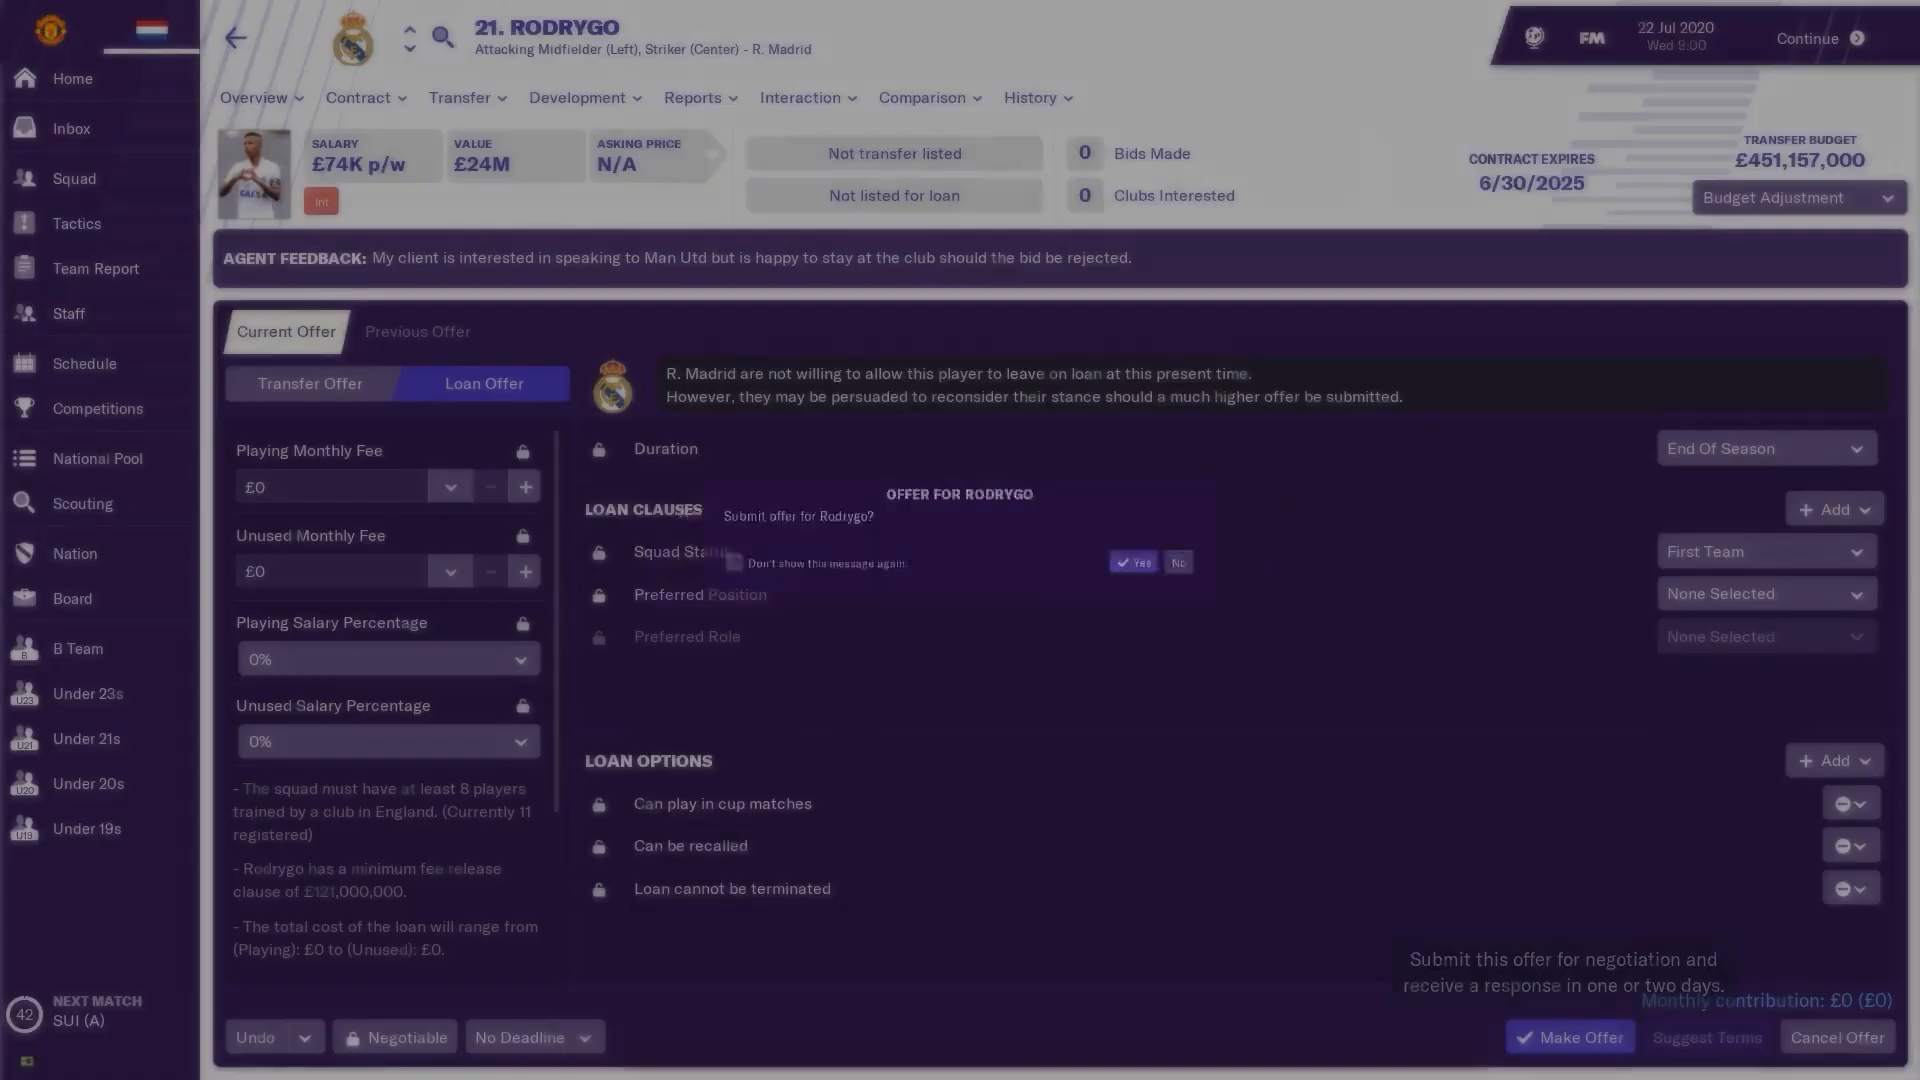 21. RODRYGO
Attacking Midfielder (Left), Striker (Center) - R. Madrid
FM
22 Jul 2020
Wed 9:00
Continue
Home
Inbox
Squad
Tactics
Team Report
Staff
Schedule
Competitions
National Pool
Scouting
Nation
Board
B Team
Under 23s
Under 21s
Under 20s
Under 19s
B
U23
U21
U20
U19
42
NEXT MATCH
SUI (A)
Overview
Contract
Transfer
Development
Reports
Interaction
Comparison
History
SALARY
£74K p/w
VALUE
£24M
ASKING PRICE
N/A
Int
Not transfer listed
Not listed for loan
0 Bids Made
0 Clubs Interested
CONTRACT EXPIRES
6/30/2025
TRANSFER BUDGET
£451,157,000
Budget Adjustment
AGENT FEEDBACK: My client is interested in speaking to Man Utd but is happy to stay at the club should the bid be rejected.
Current Offer
Previous Offer
Transfer Offer
Loan Offer
R. Madrid are not willing to allow this player to leave on loan at this present time.
However, they may be persuaded to reconsider their stance should a much higher offer be submitted.
Playing Monthly Fee
£0
Unused Monthly Fee
£0
Playing Salary Percentage
0%
Unused Salary Percentage
0%
- The squad must have at least 8 players
trained by a club in England. (Currently 11
registered)
- Rodrygo has a minimum fee release
clause of £121,000,000.
- The total cost of the loan will range from
(Playing): £0 to (Unused): £0.
Duration
End Of Season
LOAN CLAUSES
Add
Squad
First Team
Preferred Position
None Selected
Preferred Role
None Selected
OFFER FOR RODRYGO
Submit offer for Rodrygo?
Don't show this message again
Yes
No
LOAN OPTIONS
Add
Can play in cup matches
Can be recalled
Loan cannot be terminated
Submit this offer for negotiation and
receive a response in one or two days.
Monthly contribution: £0 (£0)
Undo
Negotiable
No Deadline
Make Offer
Suggest Terms
Cancel Offer